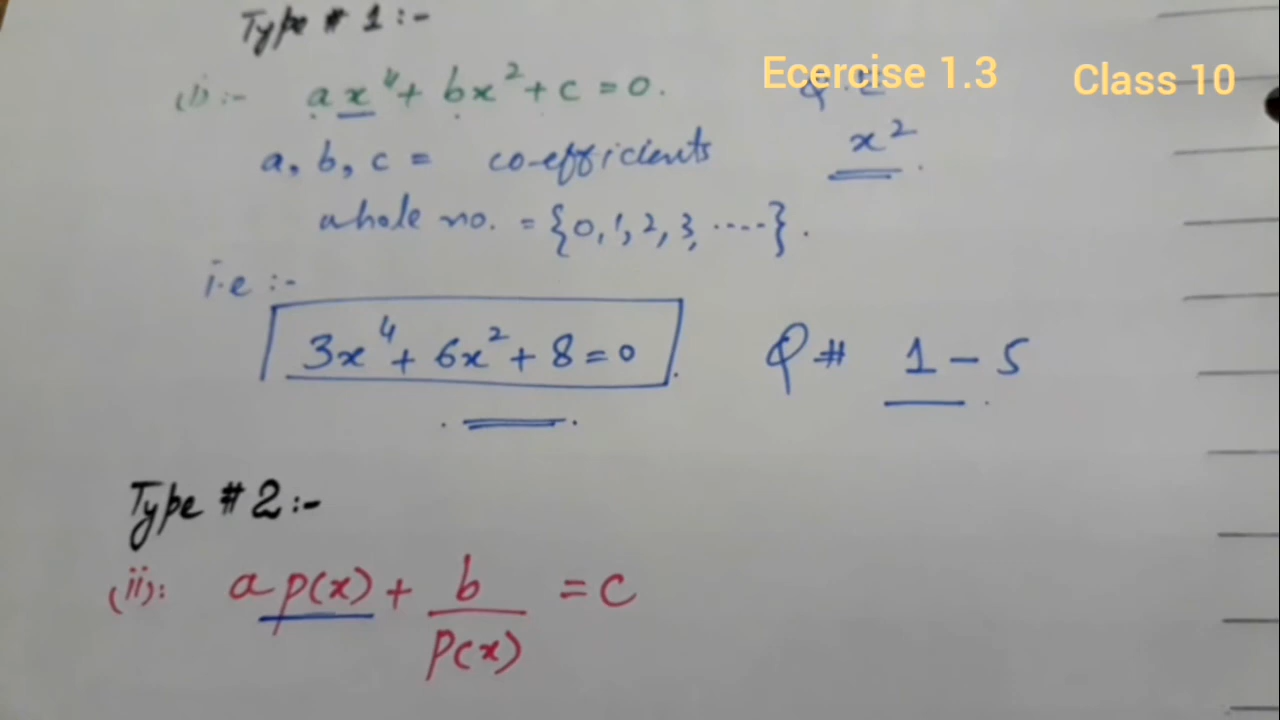 Type # 1 :-
Ecercise 1.3 Class 10
(i) :- ax⁴ + bx² + c = 0.
a, b, c = co-efficients x².
whole no. = {0, 1, 2, 3, ....}.
i.e :-
3x⁴ + 6x² + 8 = 0. Q # 1 - 5.
Type # 2 :-
(ii): a p(x) + b/P(x) = c